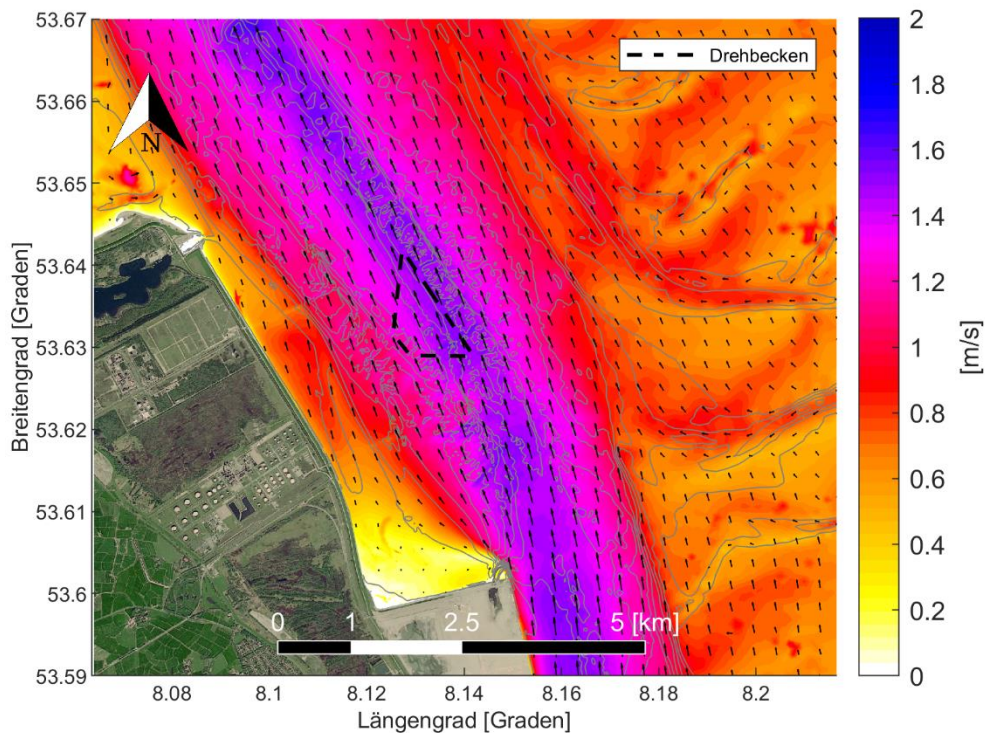 53.67
53.66
53.65
53.64
53.63
53.62
53.61
53.6
53.59
Breitengrad [Graden]
N
Drehbecken
0 1 2.5 5 [km]
8.08 8.1 8.12 8.14 8.16 8.18 8.2
Längengrad [Graden]
2
1.8
1.6
1.4
1.2
1
0.8
0.6
0.4
0.2
0
[m/s]